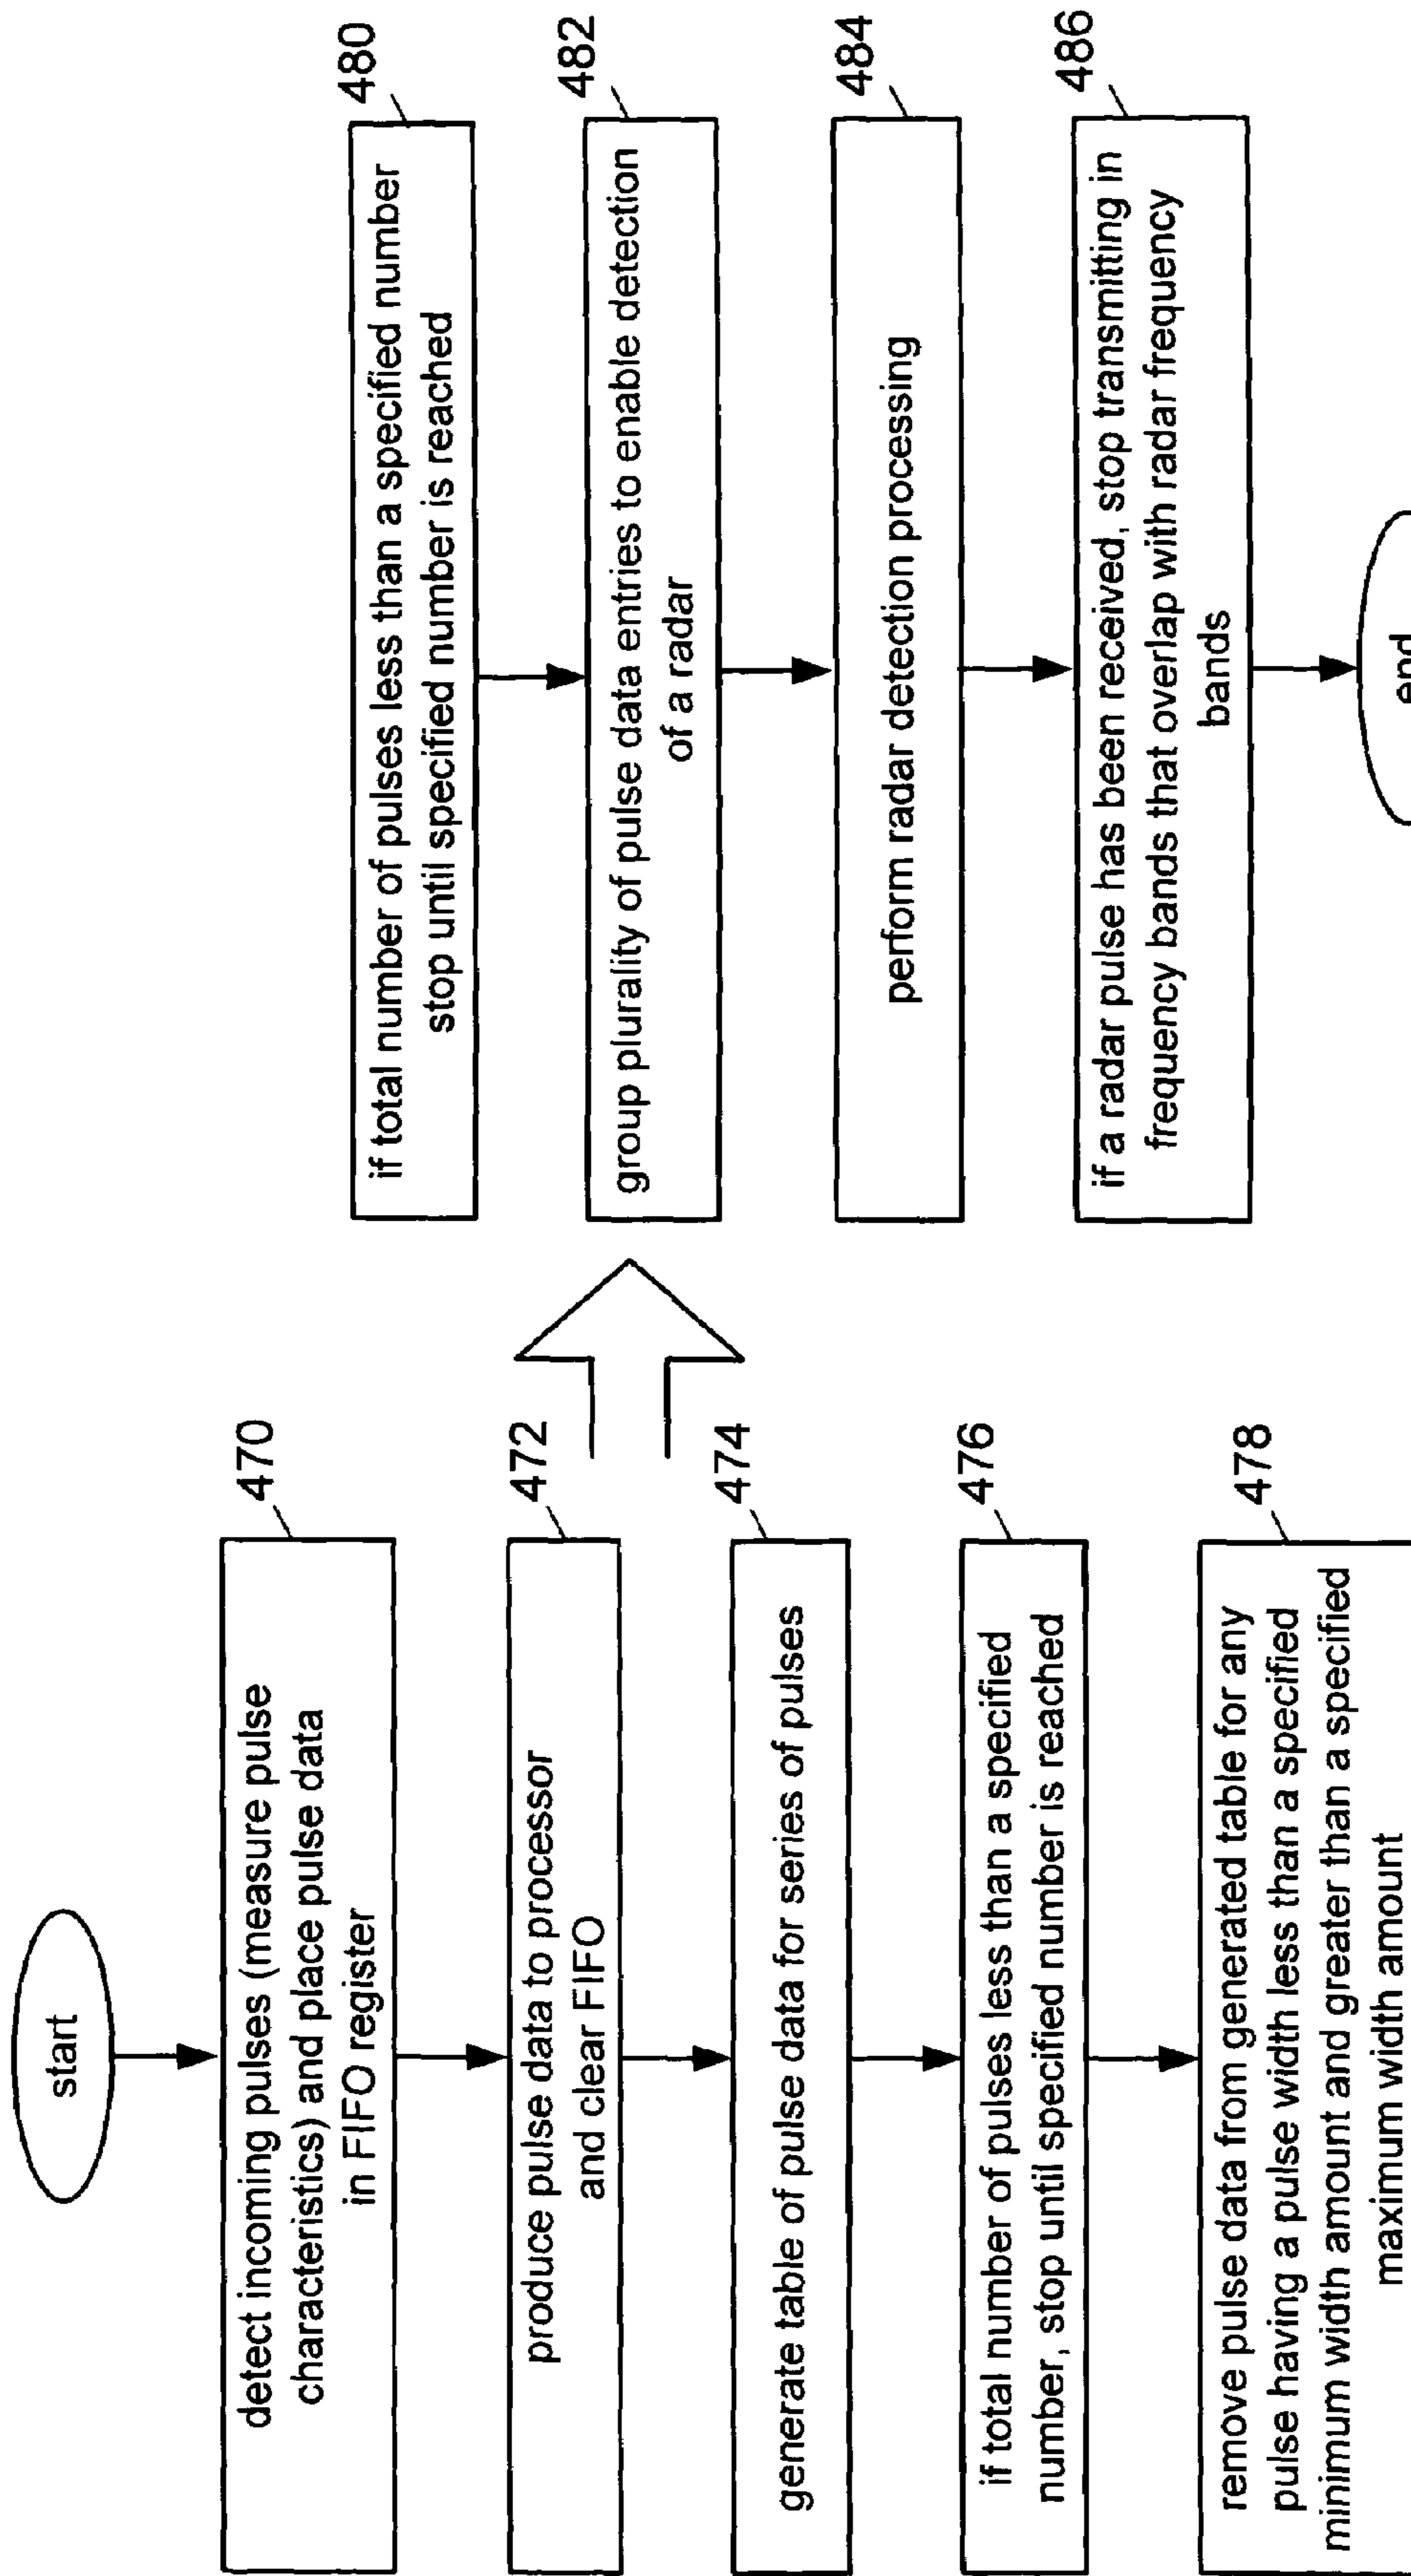 start
470
detect incoming pulses (measure pulse
characteristics) and place pulse data
in FIFO register
472
produce pulse data to processor
and clear FIFO
474
generate table of pulse data for series of pulses
476
if total number of pulses less than a specified
number, stop until specified number is reached
478
remove pulse data from generated table for any
pulse having a pulse width less than a specified
minimum width amount and greater than a specified
maximum width amount
480
if total number of pulses less than a specified number
stop until specified number is reached
482
group plurality of pulse data entries to enable detection
of a radar
484
perform radar detection processing
486
if a radar pulse has been received, stop transmitting in
frequency bands that overlap with radar frequency
bands
end